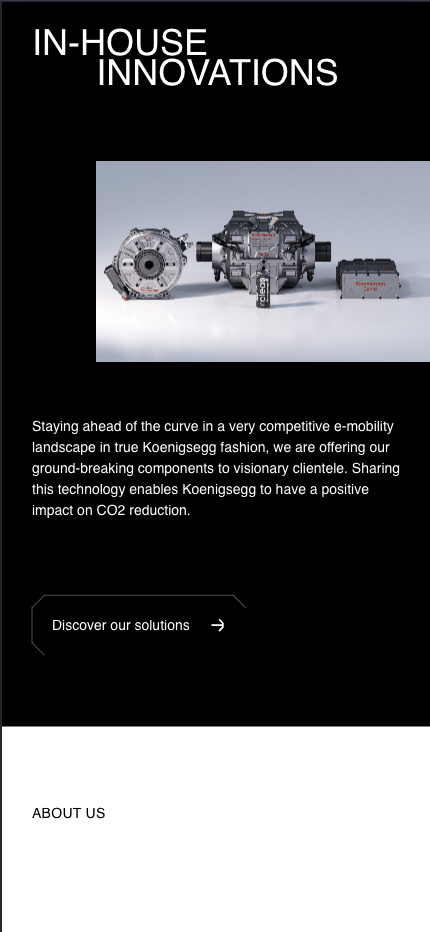 IN-HOUSE
INNOVATIONS
Staying ahead of the curve in a very competitive e-mobility
landscape in true Koenigsegg fashion, we are offering our
ground-breaking components to visionary clientele. Sharing
this technology enables Koenigsegg to have a positive
impact on CO2 reduction.
Discover our solutions
ABOUT US